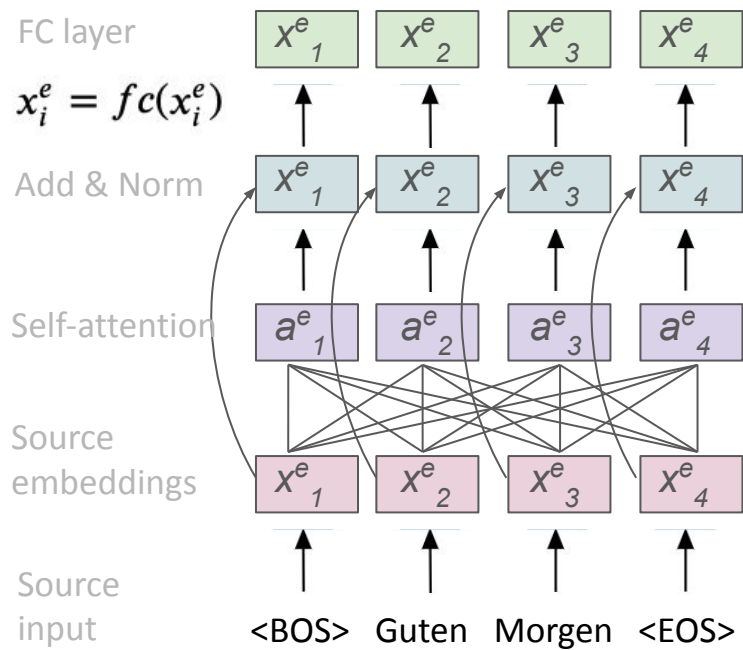 FC layer x^e_1 x^e_2 x^e_3 x^e_4
x_i^e = fc(x_i^e)
Add & Norm x^e_1 x^e_2 x^e_3 x^e_4
Self-attention a^e_1 a^e_2 a^e_3 a^e_4
Source
embeddings x^e_1 x^e_2 x^e_3 x^e_4
Source
input <BOS> Guten Morgen <EOS>